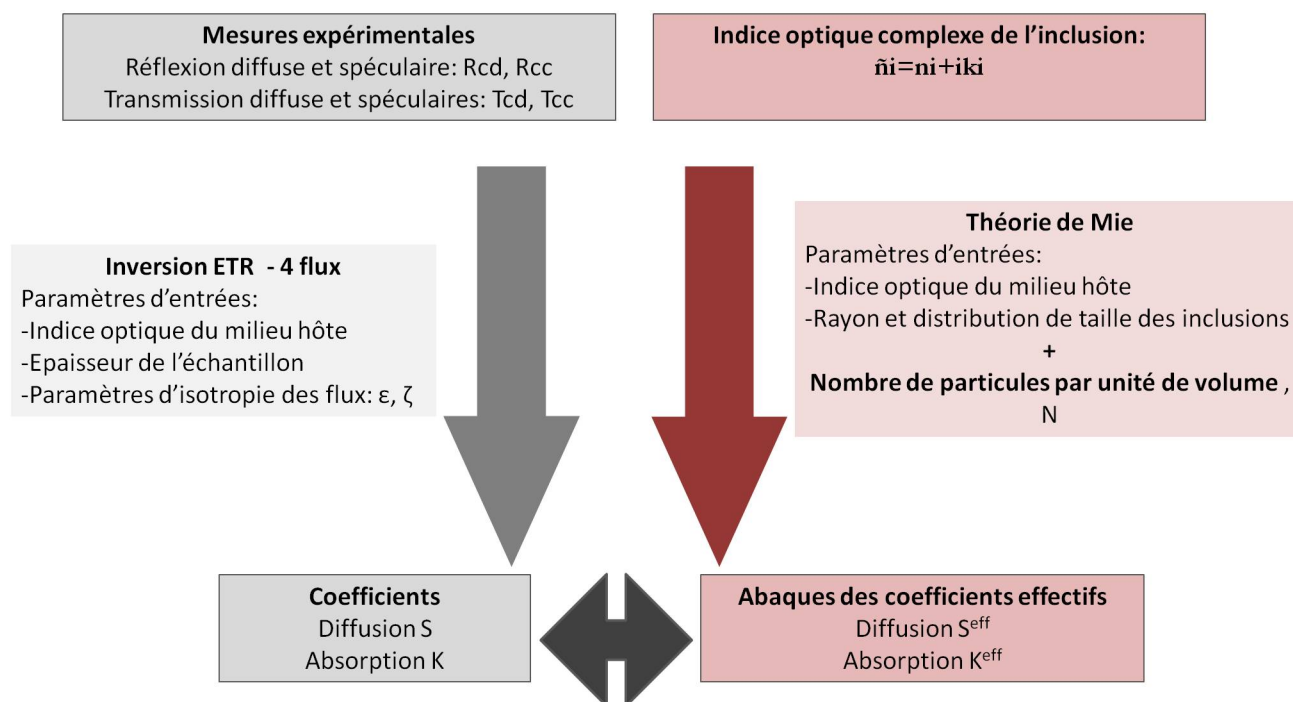 Mesures expérimentales
Réflexion diffuse et spéculaire: Rcd, Rcc
Transmission diffuse et spéculaires: Tcd, Tcc
Indice optique complexe de l’inclusion:
ñi=ni+iki
Inversion ETR - 4 flux
Paramètres d’entrées:
-Indice optique du milieu hôte
-Epaisseur de l’échantillon
-Paramètres d’isotropie des flux: ε, ζ
Théorie de Mie
Paramètres d’entrées:
-Indice optique du milieu hôte
-Rayon et distribution de taille des inclusions
+
Nombre de particules par unité de volume ,
N
Coefficients
Diffusion S
Absorption K
Abaques des coefficients effectifs
Diffusion S^eff
Absorption K^eff